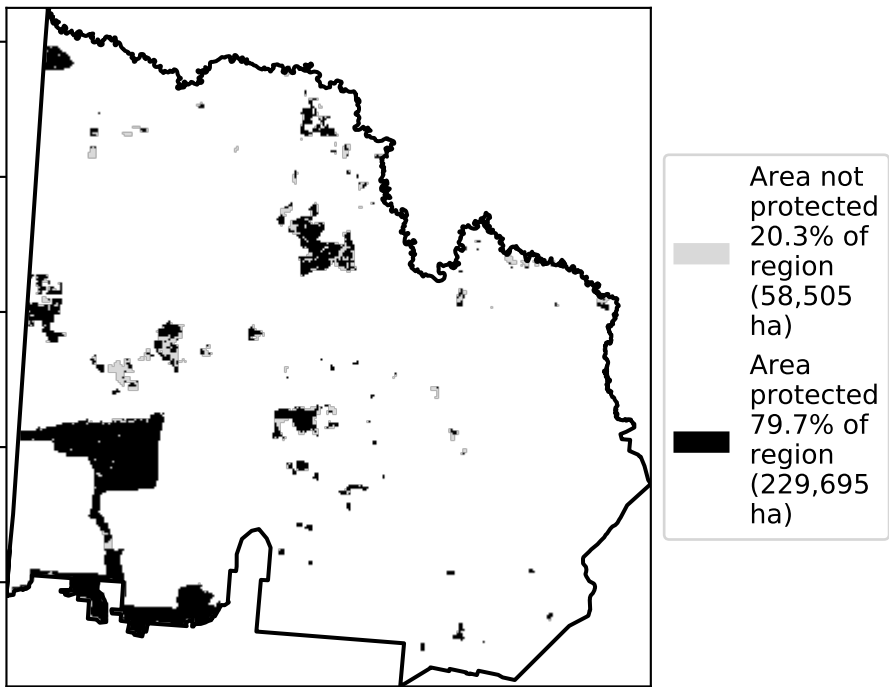 Area not
protected
20.3% of
region
(58,505
ha)
Area
protected
79.7% of
region
(229,695
ha)